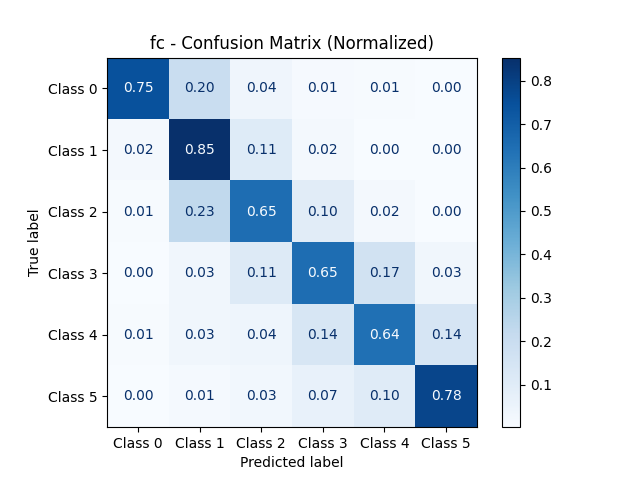 fc - Confusion Matrix (Normalized)
Class 0 0.75 0.20 0.04 0.01 0.01 0.00
Class 1 0.02 0.85 0.11 0.02 0.00 0.00
Class 2 0.01 0.23 0.65 0.10 0.02 0.00
Class 3 0.00 0.03 0.11 0.65 0.17 0.03
Class 4 0.01 0.03 0.04 0.14 0.64 0.14
Class 5 0.00 0.01 0.03 0.07 0.10 0.78
Class 0 Class 1 Class 2 Class 3 Class 4 Class 5
Predicted label
True label
0.8
0.7
0.6
0.5
0.4
0.3
0.2
0.1